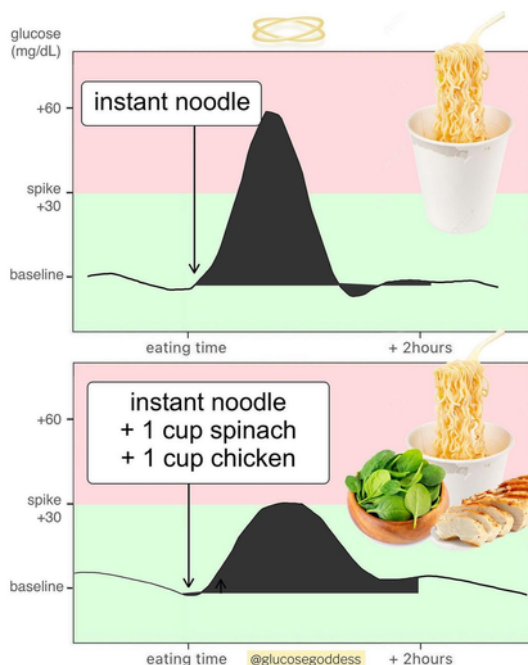 glucose
(mg/dL)
+60
instant noodle
spike
+30
baseline
eating time
+ 2hours
instant noodle
+ 1 cup spinach
+ 1 cup chicken
+60
spike
+30
baseline
eating time
@glucosegoddess
+ 2hours